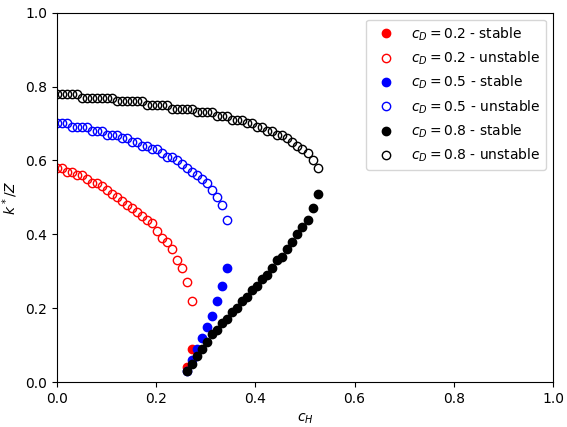 1.0
0.8
0.6
0.4
0.2
0.0
k*/Z
0.0 0.2 0.4 0.6 0.8 1.0
c_H
c_D = 0.2 - stable
c_D = 0.2 - unstable
c_D = 0.5 - stable
c_D = 0.5 - unstable
c_D = 0.8 - stable
c_D = 0.8 - unstable